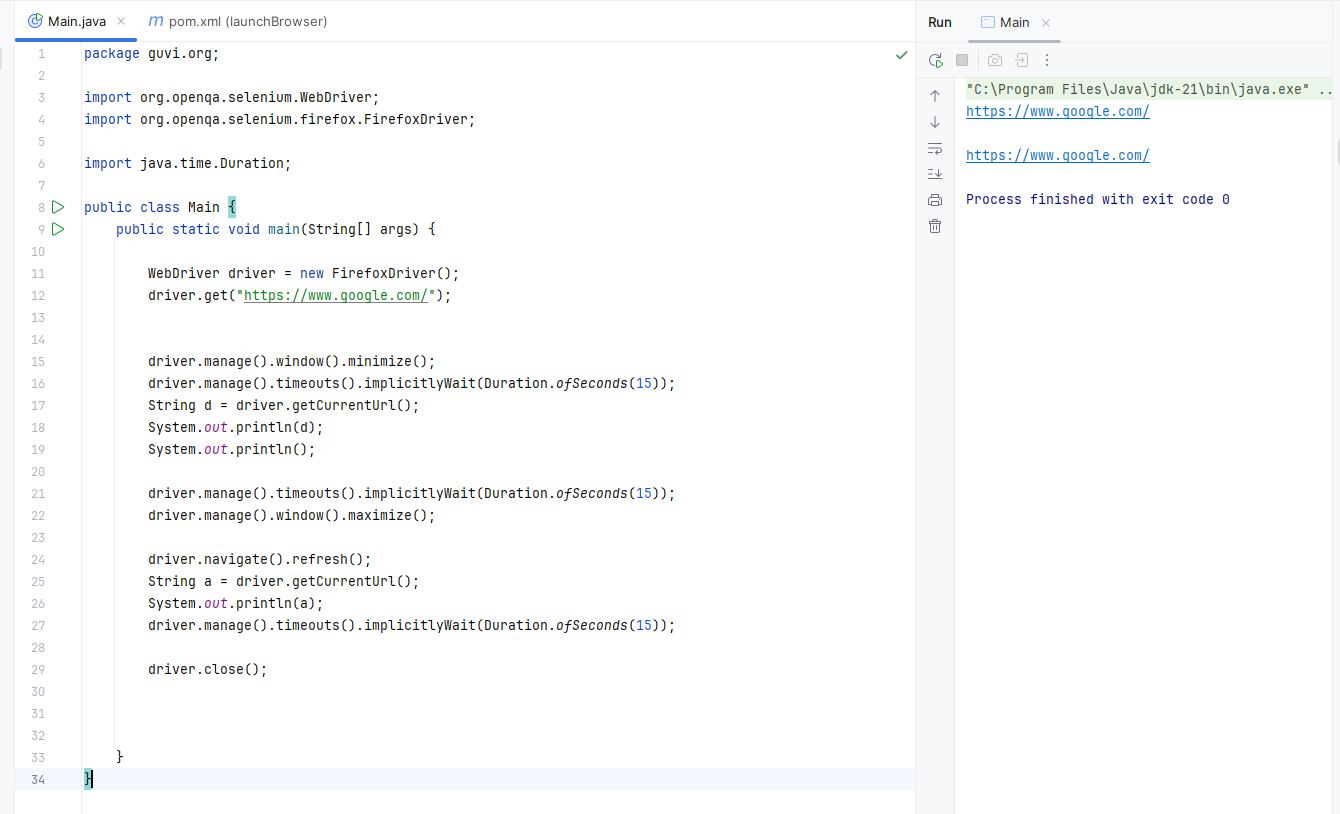 Main.java
pom.xml (launchBrowser)
1 package guvi.org;
2
3 import org.openqa.selenium.WebDriver;
4 import org.openqa.selenium.firefox.FirefoxDriver;
5
6 import java.time.Duration;
7
8 public class Main {
9 public static void main(String[] args) {
10
11 WebDriver driver = new FirefoxDriver();
12 driver.get("https://www.google.com/");
13
14
15 driver.manage().window().minimize();
16 driver.manage().timeouts().implicitlyWait(Duration.ofSeconds(15));
17 String d = driver.getCurrentUrl();
18 System.out.println(d);
19 System.out.println();
20
21 driver.manage().timeouts().implicitlyWait(Duration.ofSeconds(15));
22 driver.manage().window().maximize();
23
24 driver.navigate().refresh();
25 String a = driver.getCurrentUrl();
26 System.out.println(a);
27 driver.manage().timeouts().implicitlyWait(Duration.ofSeconds(15));
28
29 driver.close();
30
31
32
33 }
34 }
Run
Main
"C:\Program Files\Java\jdk-21\bin\java.exe" ..
https://www.google.com/
https://www.google.com/
Process finished with exit code 0